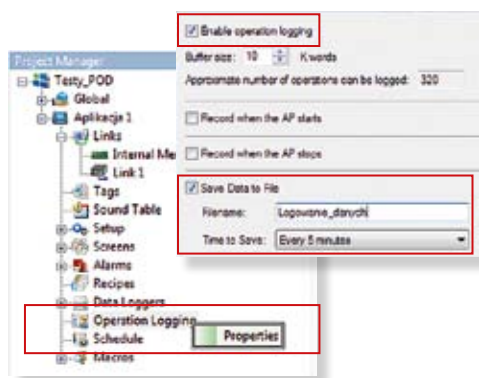 Enable operation logging
Buffer size: 10 K words
Approximate number of operations can be logged: 320
Record when the AP starts
Record when the AP stops
Save Data to File
Filename: Logowanie_danych
Time to Save: Every 5 minutes
Project Manager
Testy_POD
Global
Aplikacja 1
Links
Internal Me
Link 1
Tags
Sound Table
Setup
Screens
Alarms
Recipes
Data Loggers
Operation Logging
Properties
Schedule
Macros